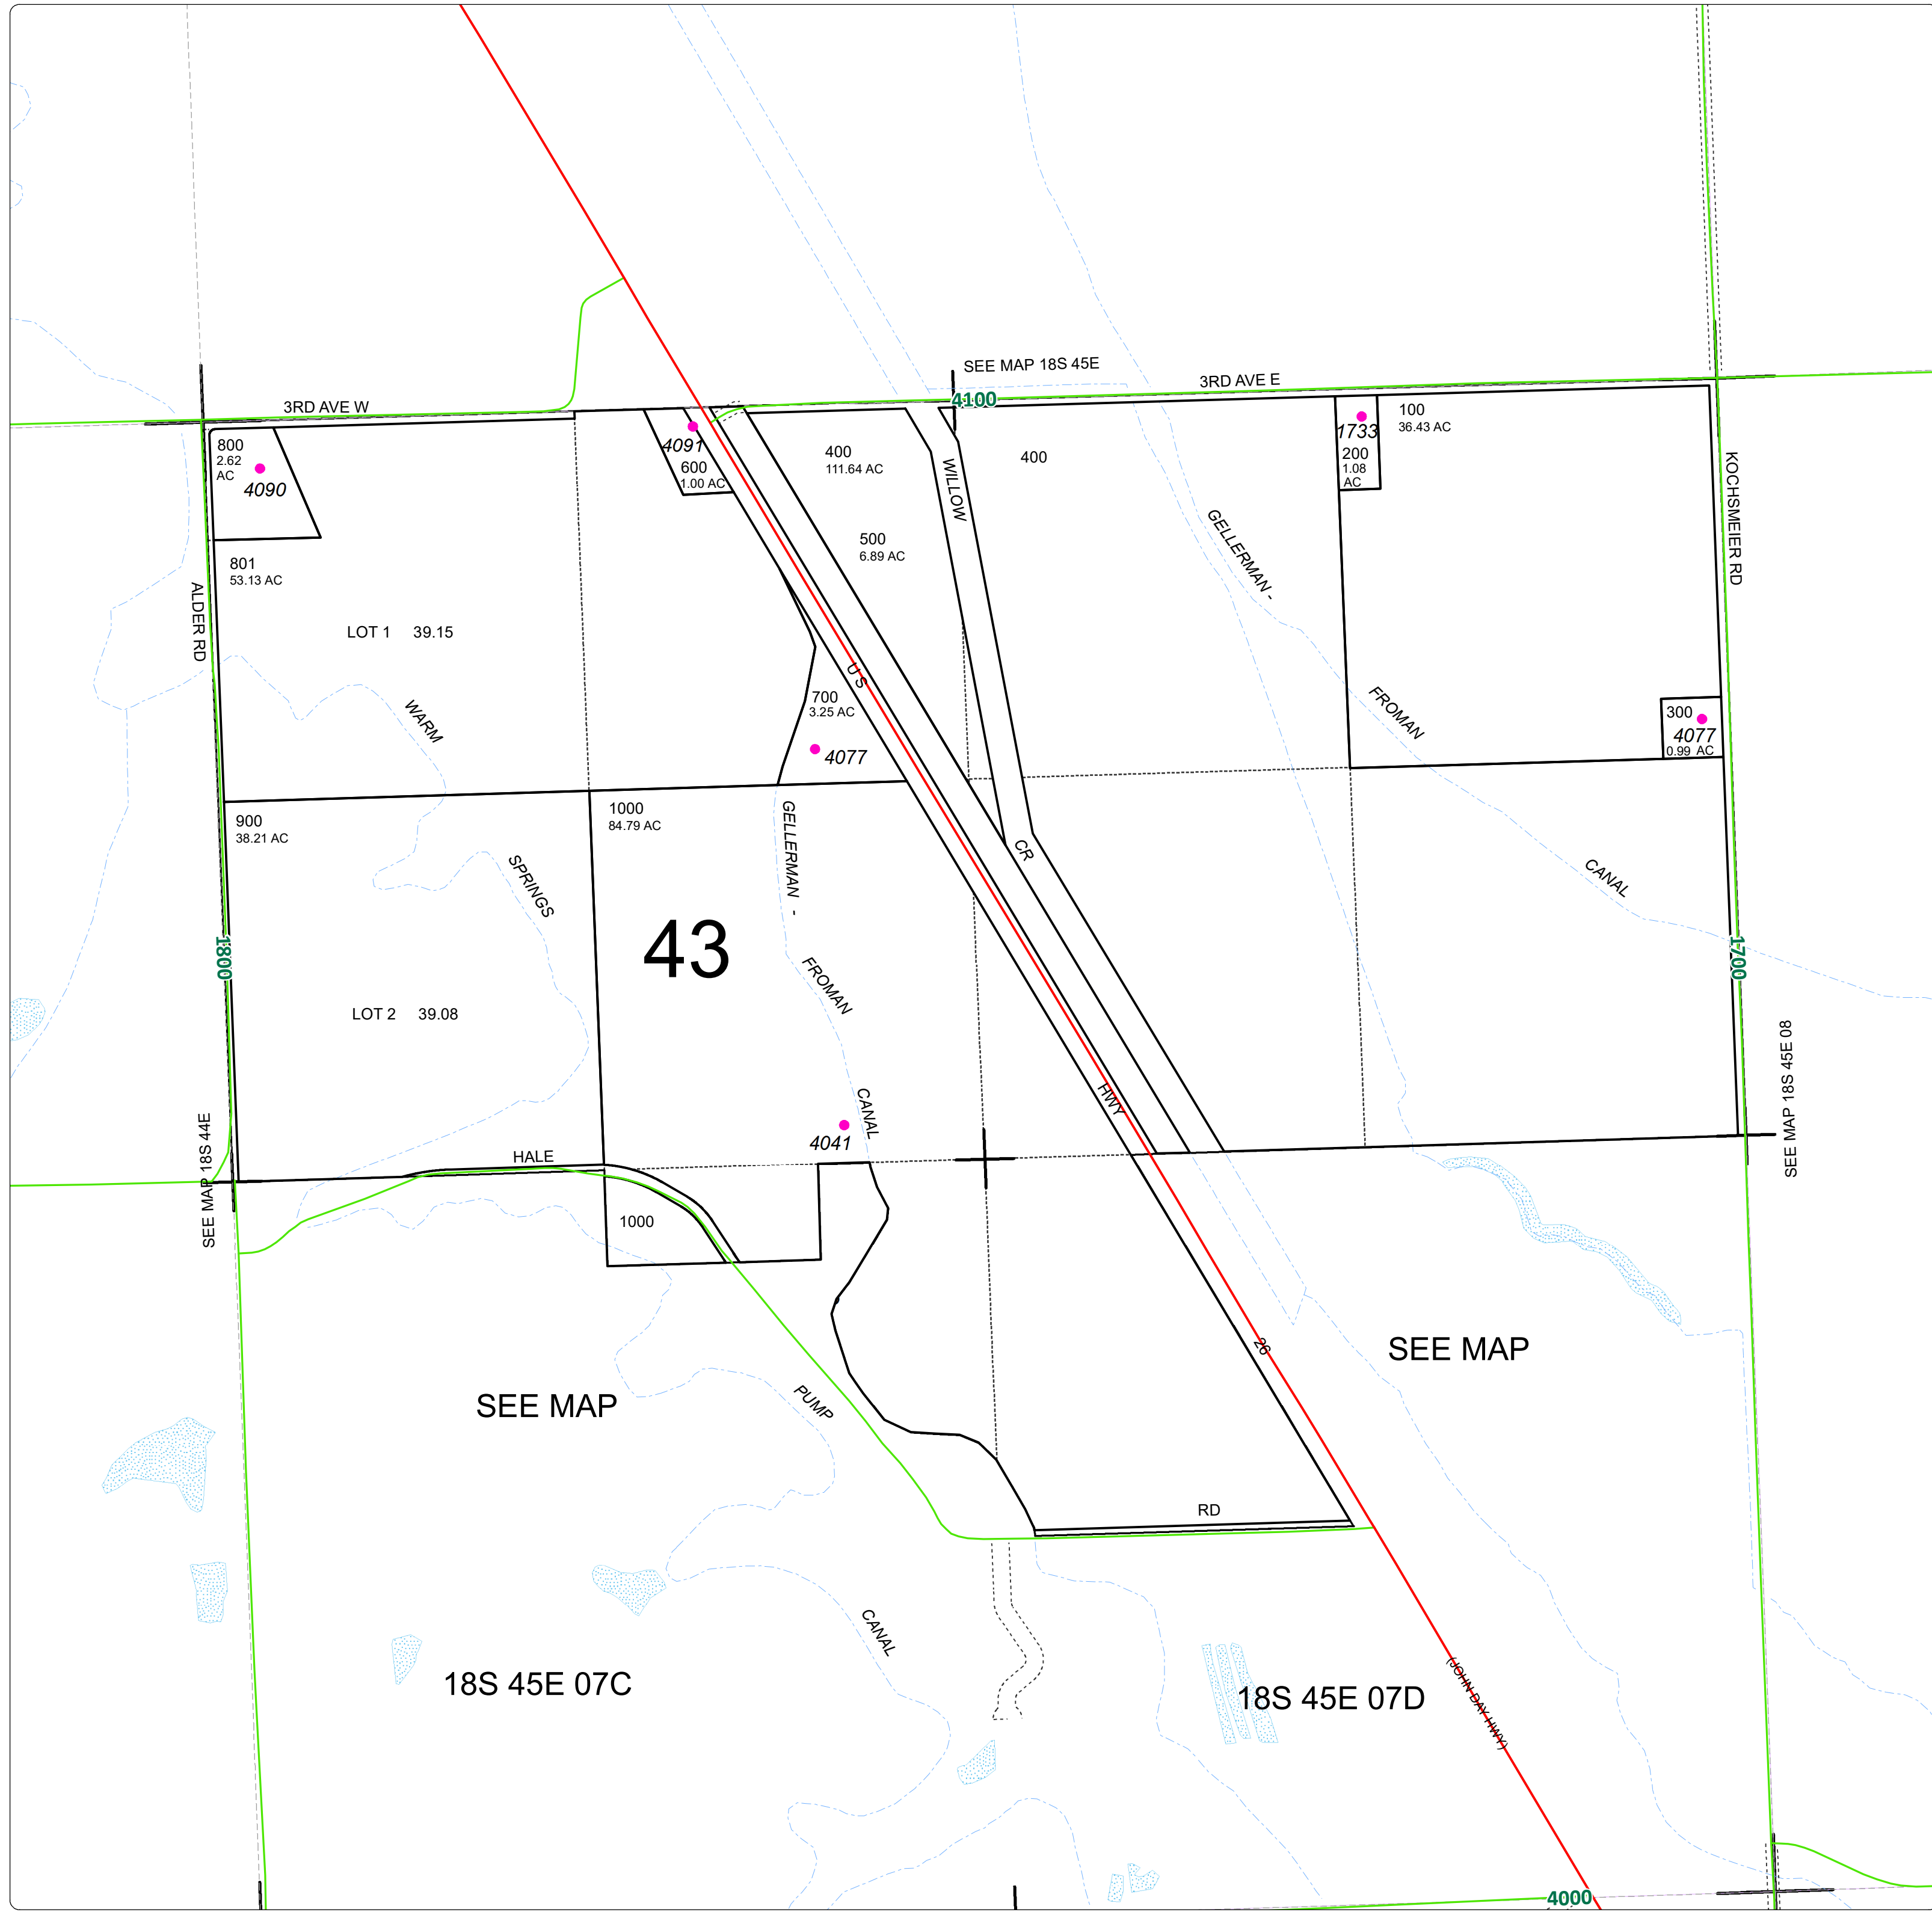 SEE MAP 18S 45E
3RD AVE W
4100
3RD AVE E
800
2.62
AC
4090
4091
600
1.00 AC
400
111.64 AC
WILLOW
400
1733
200
1.08
AC
100
36.43 AC
KOCHSMEIER RD
801
53.13 AC
500
6.89 AC
GELLERMAN -
ALDER RD
LOT 1 39.15
U S
WARM
700
3.25 AC
4077
FROMAN
300
4077
0.99 AC
900
38.21 AC
1000
84.79 AC
GELLERMAN -
CR
CANAL
SPRINGS
43
1800
FROMAN
1700
LOT 2 39.08
HWY
CANAL
4041
SEE MAP 18S 44E
HALE
SEE MAP 18S 45E 08
1000
26
SEE MAP
SEE MAP
PUMP
RD
CANAL
18S 45E 07C
18S 45E 07D
(JOHN DAY HWY)
4000